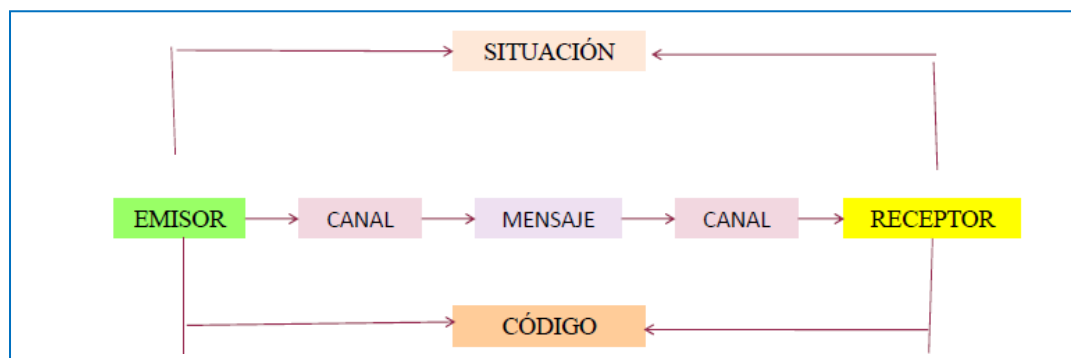 SITUACIÓN
EMISOR CANAL MENSAJE CANAL RECEPTOR
CÓDIGO